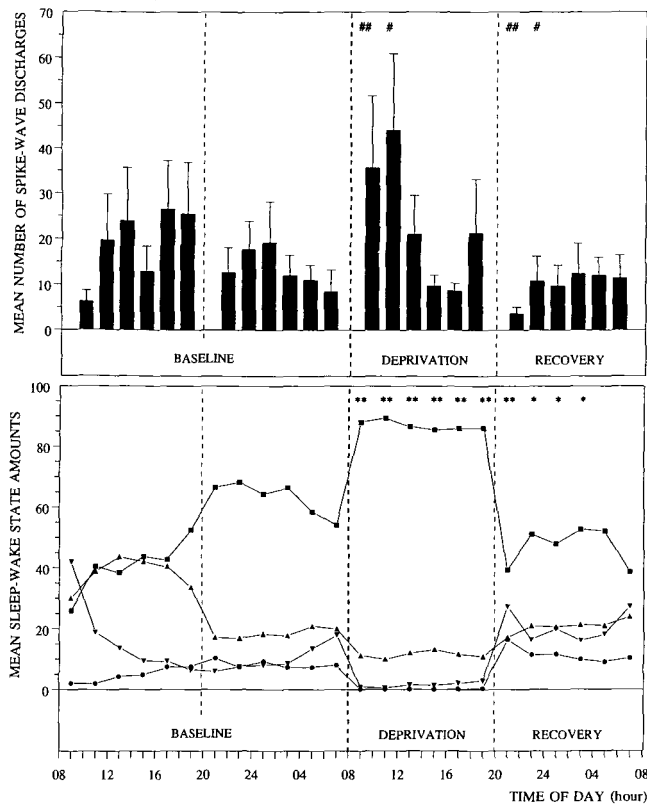 MEAN NUMBER OF SPIKE-WAVE DISCHARGES
70
60
50
40
30
20
10
0
## # ## #
BASELINE DEPRIVATION RECOVERY
MEAN SLEEP-WAKE STATE AMOUNTS
100
80
60
40
20
0
** ** ** ** ** ** ** * * *
BASELINE DEPRIVATION RECOVERY
08 12 16 20 24 04 08 12 16 20 24 04 08
TIME OF DAY (hour)